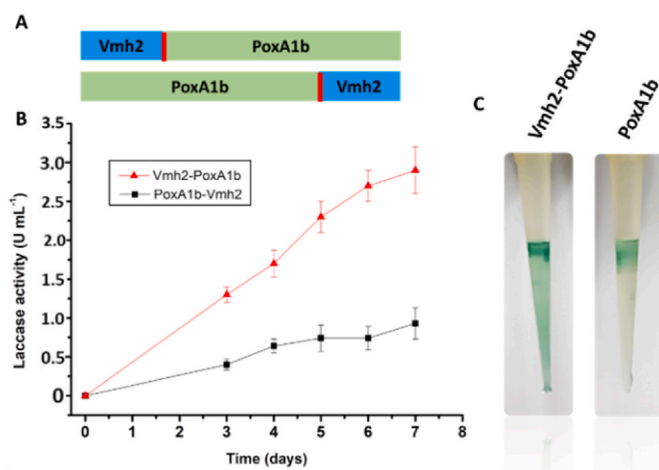 A
Vmh2 PoxA1b
PoxA1b Vmh2
B
3.5
3.0
2.5
2.0
1.5
1.0
0.5
0
Laccase activity (U mL⁻¹)
Vmh2-PoxA1b
PoxA1b-Vmh2
0 1 2 3 4 5 6 7 8
Time (days)
C
Vmh2-PoxA1b
PoxA1b